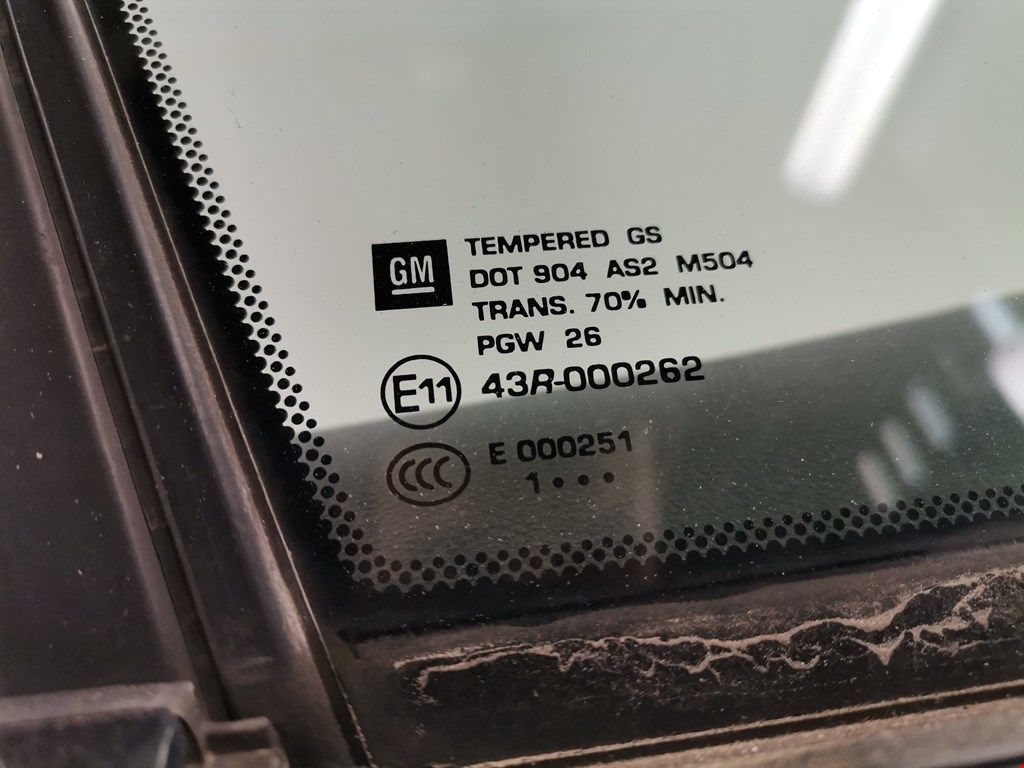 GM
TEMPERED GS
DOT 904 AS2 M504
TRANS. 70% MIN.
PGW 26
E11 43R-000262
CCC E 000251
1•••